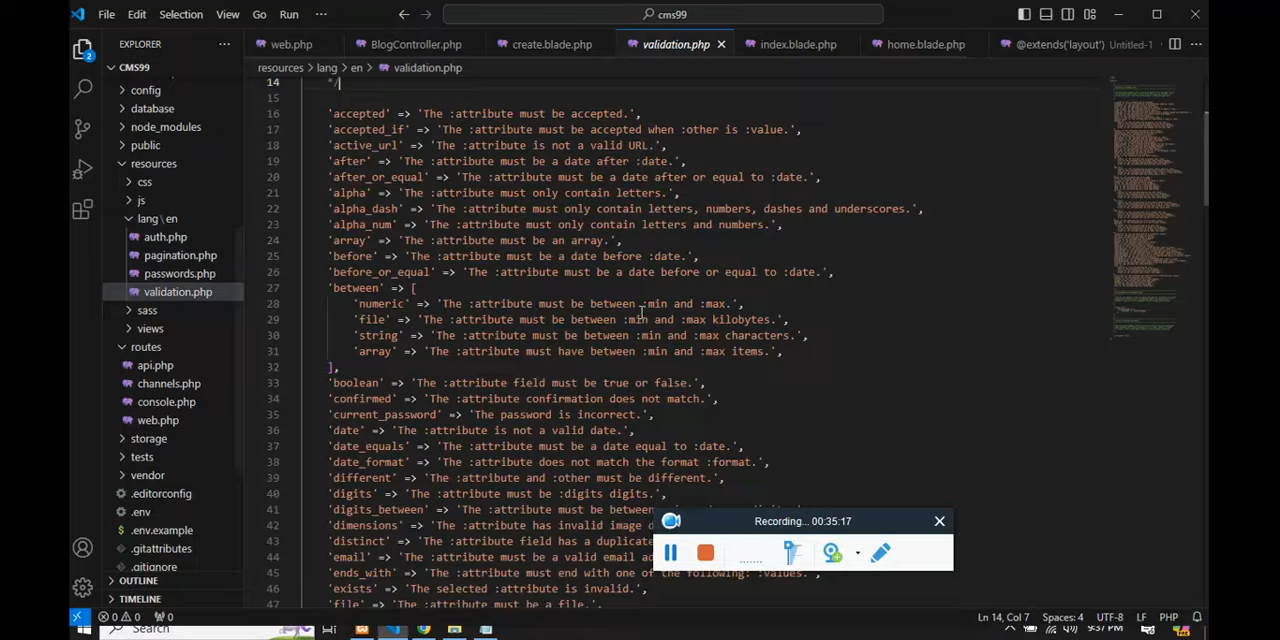 File Edit Selection View Go Run ··· cms99
EXPLORER ···
web.php BlogController.php create.blade.php validation.php index.blade.php home.blade.php @extends('layout') Untitled-1
resources > lang > en > validation.php
CMS99
config
database
node_modules
public
resources
css
js
lang \ en
auth.php
pagination.php
passwords.php
validation.php
sass
views
routes
api.php
channels.php
console.php
web.php
storage
tests
vendor
.editorconfig
.env
.env.example
.gitattributes
.gitignore
OUTLINE
TIMELINE
2
14 */
15
16 'accepted' => 'The :attribute must be accepted.',
17 'accepted_if' => 'The :attribute must be accepted when :other is :value.',
18 'active_url' => 'The :attribute is not a valid URL.',
19 'after' => 'The :attribute must be a date after :date.',
20 'after_or_equal' => 'The :attribute must be a date after or equal to :date.',
21 'alpha' => 'The :attribute must only contain letters.',
22 'alpha_dash' => 'The :attribute must only contain letters, numbers, dashes and underscores.',
23 'alpha_num' => 'The :attribute must only contain letters and numbers.',
24 'array' => 'The :attribute must be an array.',
25 'before' => 'The :attribute must be a date before :date.',
26 'before_or_equal' => 'The :attribute must be a date before or equal to :date.',
27 'between' => [
28 'numeric' => 'The :attribute must be between :min and :max.',
29 'file' => 'The :attribute must be between :min and :max kilobytes.',
30 'string' => 'The :attribute must be between :min and :max characters.',
31 'array' => 'The :attribute must have between :min and :max items.',
32 ],
33 'boolean' => 'The :attribute field must be true or false.',
34 'confirmed' => 'The :attribute confirmation does not match.',
35 'current_password' => 'The password is incorrect.',
36 'date' => 'The :attribute is not a valid date.',
37 'date_equals' => 'The :attribute must be a date equal to :date.',
38 'date_format' => 'The :attribute does not match the format :format.',
39 'different' => 'The :attribute and :other must be different.',
40 'digits' => 'The :attribute must be :digits digits.',
41 'digits_between' => 'The :attribute must be between
42 'dimensions' => 'The :attribute has invalid image d
43 'distinct' => 'The :attribute field has a duplicate
44 'email' => 'The :attribute must be a valid email ad
45 'ends_with' => 'The :attribute must end with one of the following: :values.'
46 'exists' => 'The selected :attribute is invalid.',
47 'file' => 'The :attribute must be a file.',
Recording... 00:35:17
0 0 0 Ln 14, Col 7 Spaces: 4 UTF-8 LF PHP
Search 9:37 PM